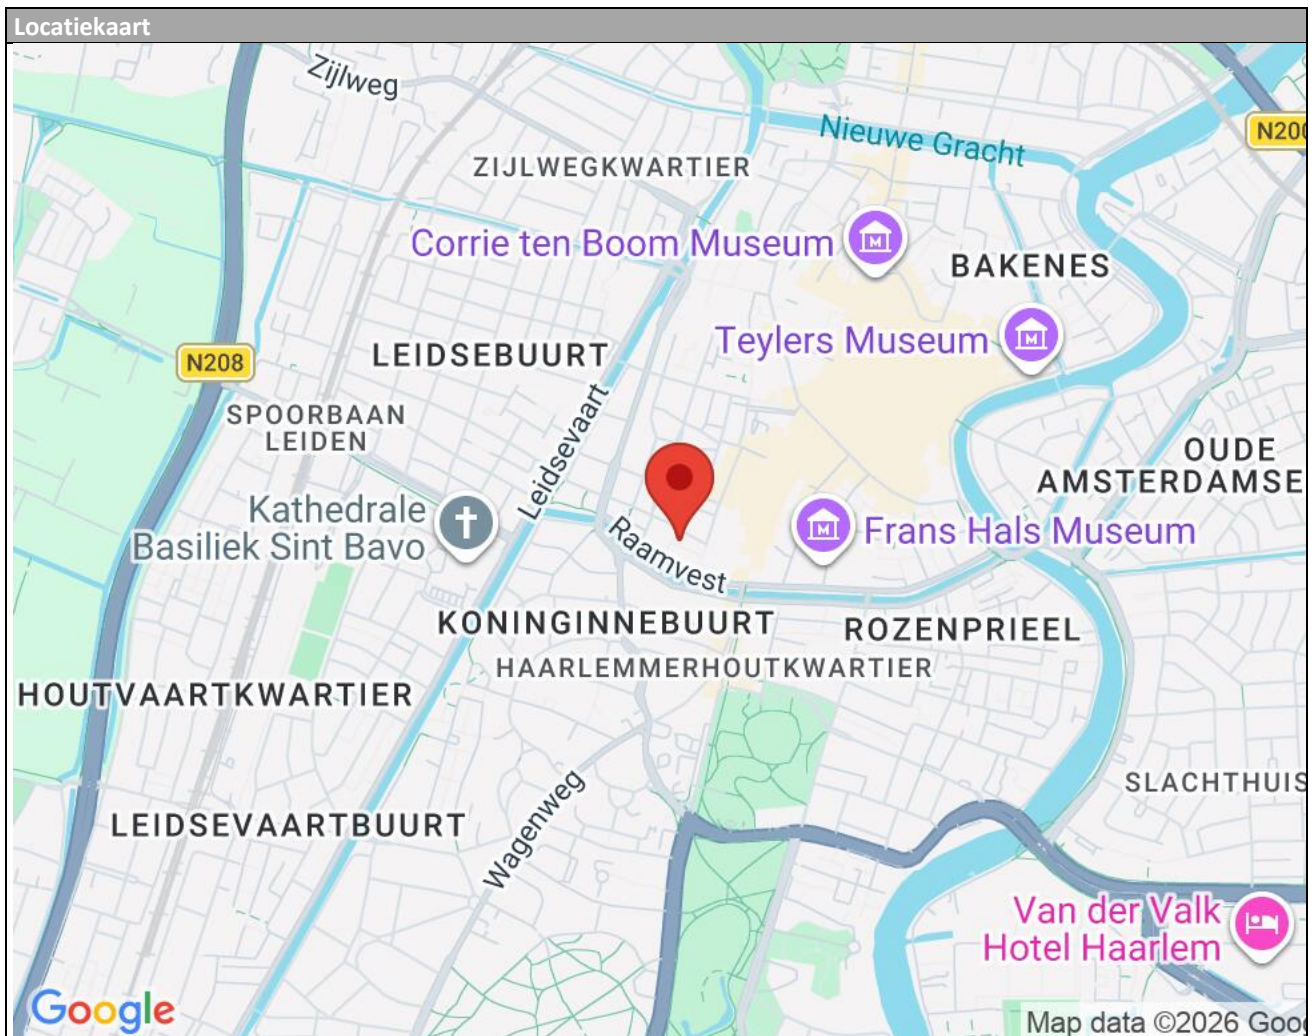 Locatiekaart
Zijlweg
Nieuwe Gracht
N200
ZIJLWEGKWARTIER
Corrie ten Boom Museum
BAKENES
Teylers Museum
LEIDSEBUURT
N208
Leidsevaart
SPOORBAAN
LEIDEN
OUDE
AMSTERDAMSE
Kathedrale
Basiliek Sint Bavo
Raamvest
Frans Hals Museum
KONINGINNEBUURT
ROZENPRIEEL
HAARLEMMERHOUTKWARTIER
HOUTVAARTKWARTIER
SLACHTHUIS
LEIDSEVAARTBUURT
Wagenweg
Van der Valk
Hotel Haarlem
Google
Map data ©2026 Goo